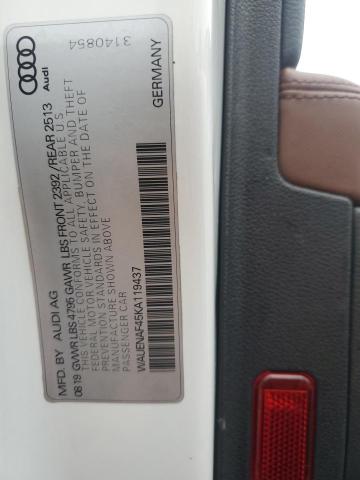 MFD. BY AUDI AG
08.19 GVWR LBS 4795 GAWR LBS FRONT 2392/REAR 2513
THIS VEHICLE CONFORMS TO ALL APPLICABLE U.S.
FEDERAL MOTOR VEHICLE SAFETY, BUMPER AND THEFT
PREVENTION STANDARDS IN EFFECT ON THE DATE OF
MANUFACTURE SHOWN ABOVE.
PASSENGER CAR
WAUENAF45KA119437
GERMANY
Audi
3140854